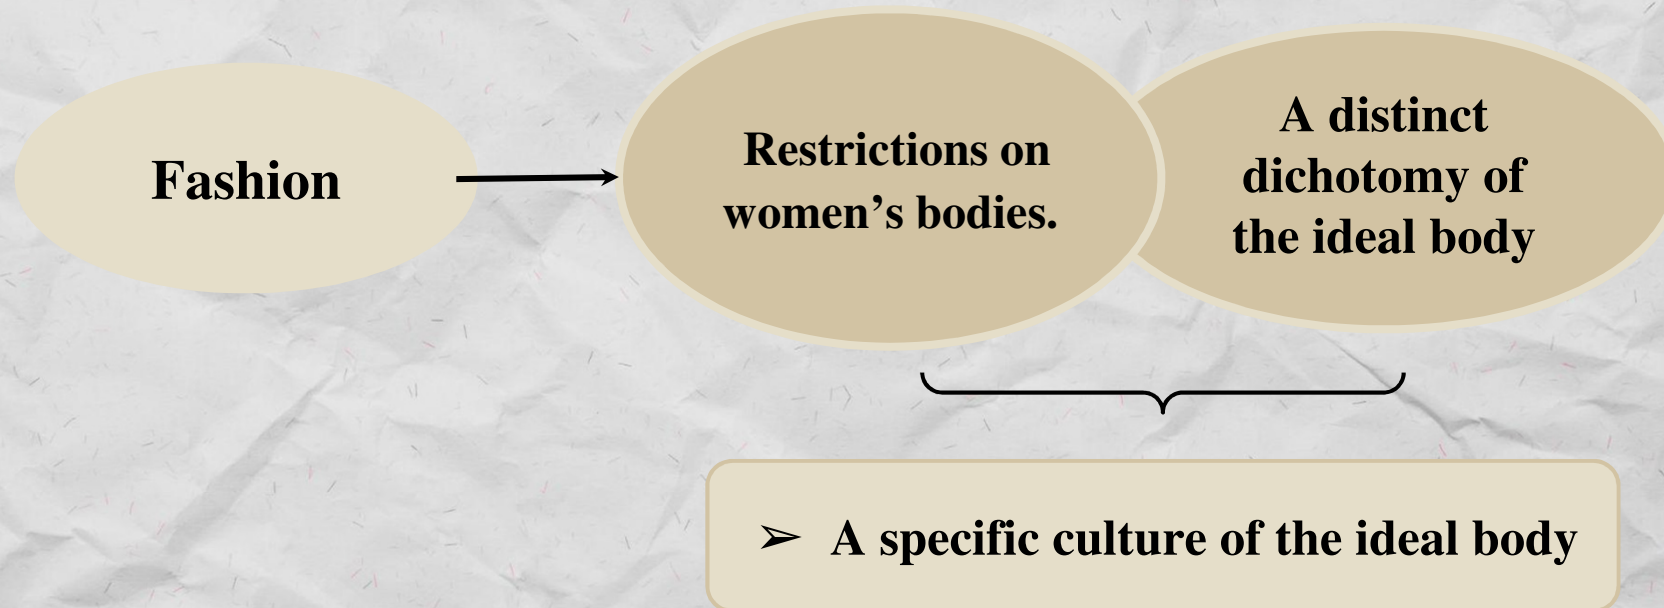 Fashion
Restrictions on
women’s bodies.
A distinct
dichotomy of
the ideal body
➢ A specific culture of the ideal body